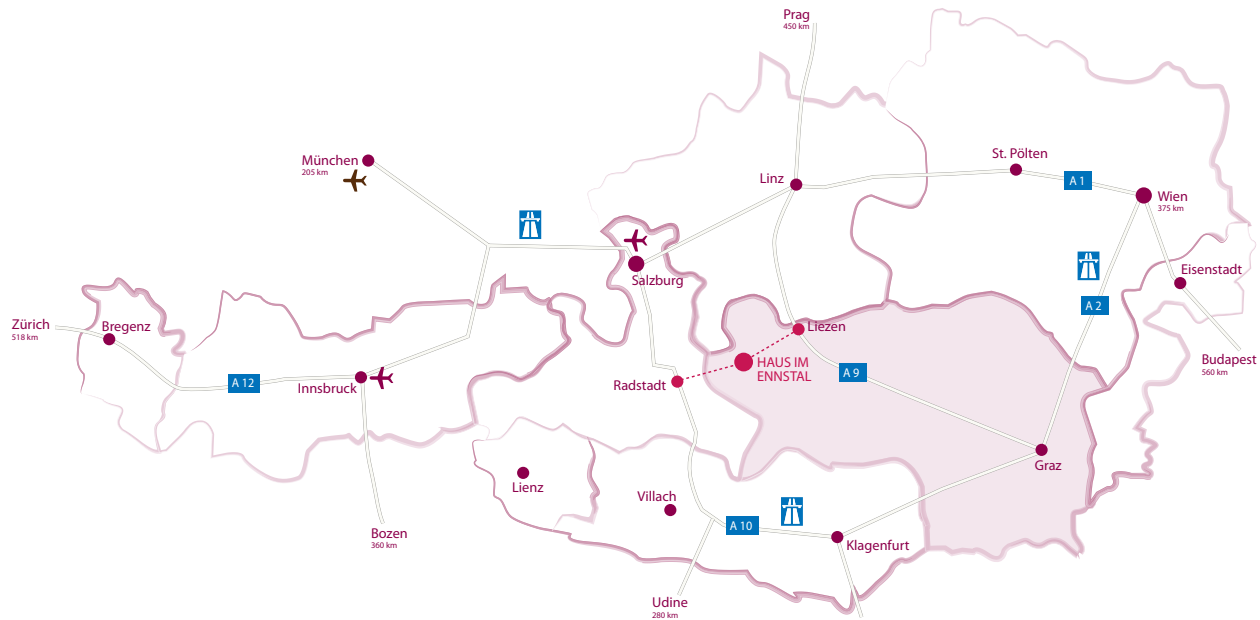 Prag
450 km
München
205 km
St. Pölten
Linz
A 1
Wien
375 km
Salzburg
Eisenstadt
A 2
Zürich
518 km
Bregenz
Liezen
Budapest
560 km
HAUS IM
ENNSTAL
A 9
A 12
Innsbruck
Radstadt
Graz
Lienz
Villach
A 10
Bozen
360 km
Klagenfurt
Udine
280 km